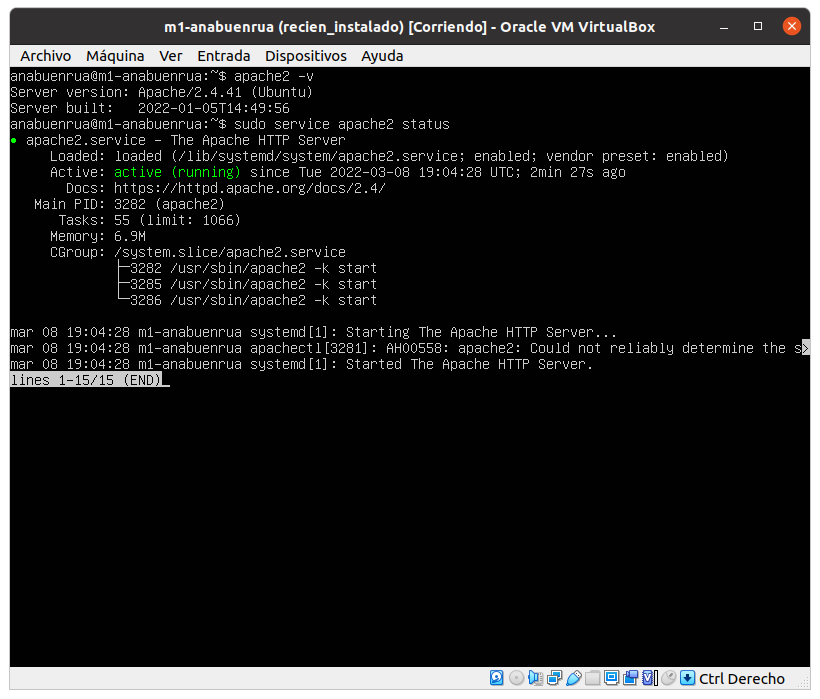 m1-anabuenrua (recien_instalado) [Corriendo] - Oracle VM VirtualBox
Archivo Máquina Ver Entrada Dispositivos Ayuda
anabuenrua@m1-anabuenrua:~$ apache2 -v
Server version: Apache/2.4.41 (Ubuntu)
Server built:   2022-01-05T14:49:56
anabuenrua@m1-anabuenrua:~$ sudo service apache2 status
● apache2.service - The Apache HTTP Server
     Loaded: loaded (/lib/systemd/system/apache2.service; enabled; vendor preset: enabled)
     Active: active (running) since Tue 2022-03-08 19:04:28 UTC; 2min 27s ago
       Docs: https://httpd.apache.org/docs/2.4/
   Main PID: 3282 (apache2)
      Tasks: 55 (limit: 1066)
     Memory: 6.9M
     CGroup: /system.slice/apache2.service
             ├─3282 /usr/sbin/apache2 -k start
             ├─3285 /usr/sbin/apache2 -k start
             └─3286 /usr/sbin/apache2 -k start
mar 08 19:04:28 m1-anabuenrua systemd[1]: Starting The Apache HTTP Server...
mar 08 19:04:28 m1-anabuenrua apachectl[3281]: AH00558: apache2: Could not reliably determine the s>
mar 08 19:04:28 m1-anabuenrua systemd[1]: Started The Apache HTTP Server.
lines 1-15/15 (END)
Ctrl Derecho